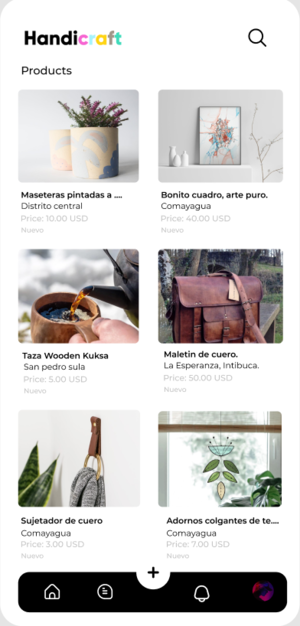 Handicraft
Products
Maseteras pintadas a ....
Distrito central
Price: 10.00 USD
Nuevo
Bonito cuadro, arte puro.
Comayagua
Price: 40.00 USD
Nuevo
Taza Wooden Kuksa
San pedro sula
Price: 5.00 USD
Nuevo
Maletin de cuero.
La Esperanza, Intibuca.
Price: 50.00 USD
Nuevo
Sujetador de cuero
Comayagua
Price: 3.00 USD
Nuevo
Adornos colgantes de te....
Comayagua
Price: 7.00 USD
Nuevo